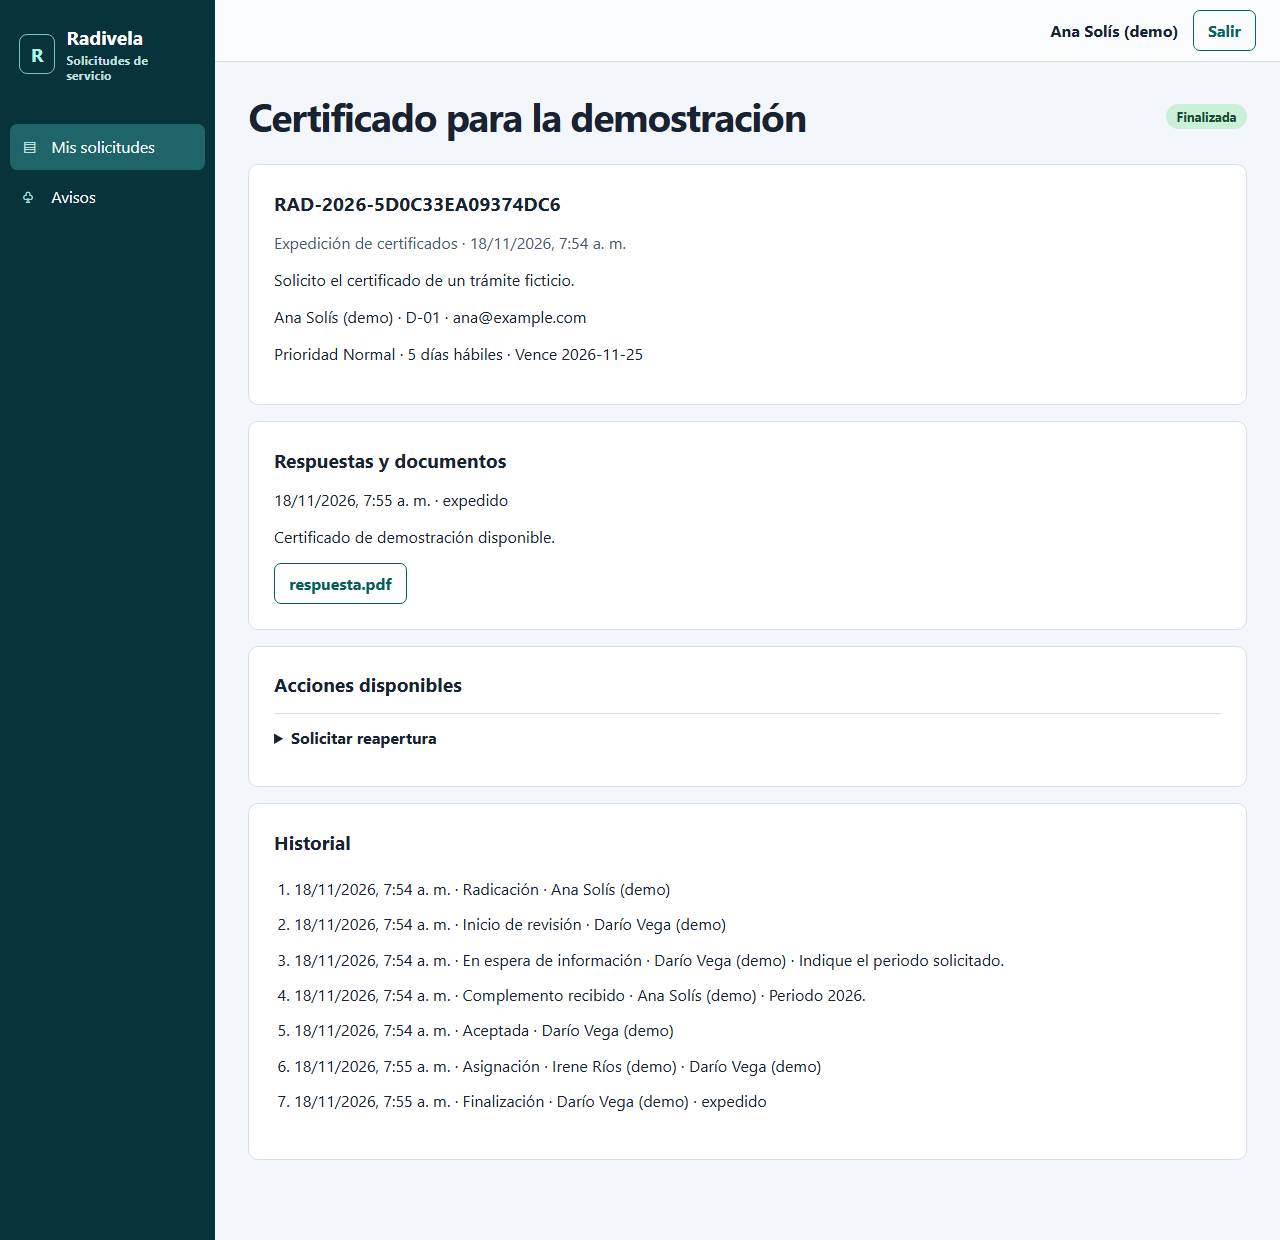 R
Radivela
Solicitudes de
servicio
Mis solicitudes
Avisos
Ana Solís (demo)
Salir
Certificado para la demostración
Finalizada
RAD-2026-5D0C33EA09374DC6
Expedición de certificados · 18/11/2026, 7:54 a. m.
Solicito el certificado de un trámite ficticio.
Ana Solís (demo) · D-01 · ana@example.com
Prioridad Normal · 5 días hábiles · Vence 2026-11-25
Respuestas y documentos
18/11/2026, 7:55 a. m. · expedido
Certificado de demostración disponible.
respuesta.pdf
Acciones disponibles
Solicitar reapertura
Historial
1. 18/11/2026, 7:54 a. m. · Radicación · Ana Solís (demo)
2. 18/11/2026, 7:54 a. m. · Inicio de revisión · Darío Vega (demo)
3. 18/11/2026, 7:54 a. m. · En espera de información · Darío Vega (demo) · Indique el periodo solicitado.
4. 18/11/2026, 7:54 a. m. · Complemento recibido · Ana Solís (demo) · Periodo 2026.
5. 18/11/2026, 7:54 a. m. · Aceptada · Darío Vega (demo)
6. 18/11/2026, 7:55 a. m. · Asignación · Irene Ríos (demo) · Darío Vega (demo)
7. 18/11/2026, 7:55 a. m. · Finalización · Darío Vega (demo) · expedido